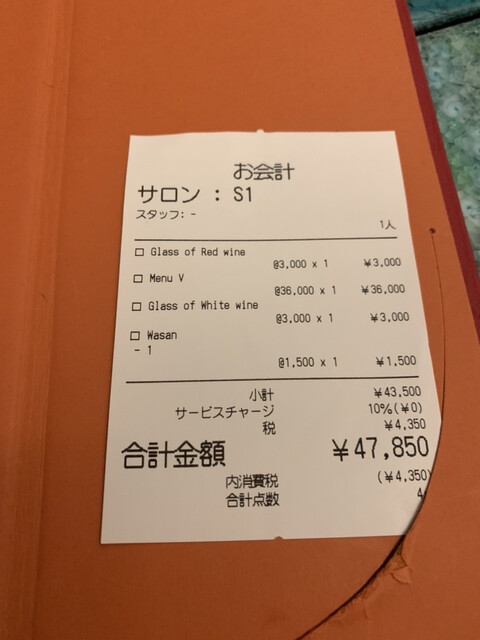 お会計
サロン : S1
スタッフ: -
1人
□ Glass of Red wine
@3,000 x 1 ¥3,000
□ Menu V
@36,000 x 1 ¥36,000
□ Glass of White wine
@3,000 x 1 ¥3,000
□ Wasan
- 1
@1,500 x 1 ¥1,500
小計 ¥43,500
サービスチャージ 10%(¥0)
税 ¥4,350
合計金額 ¥47,850
内消費税 (¥4,350)
合計点数 4